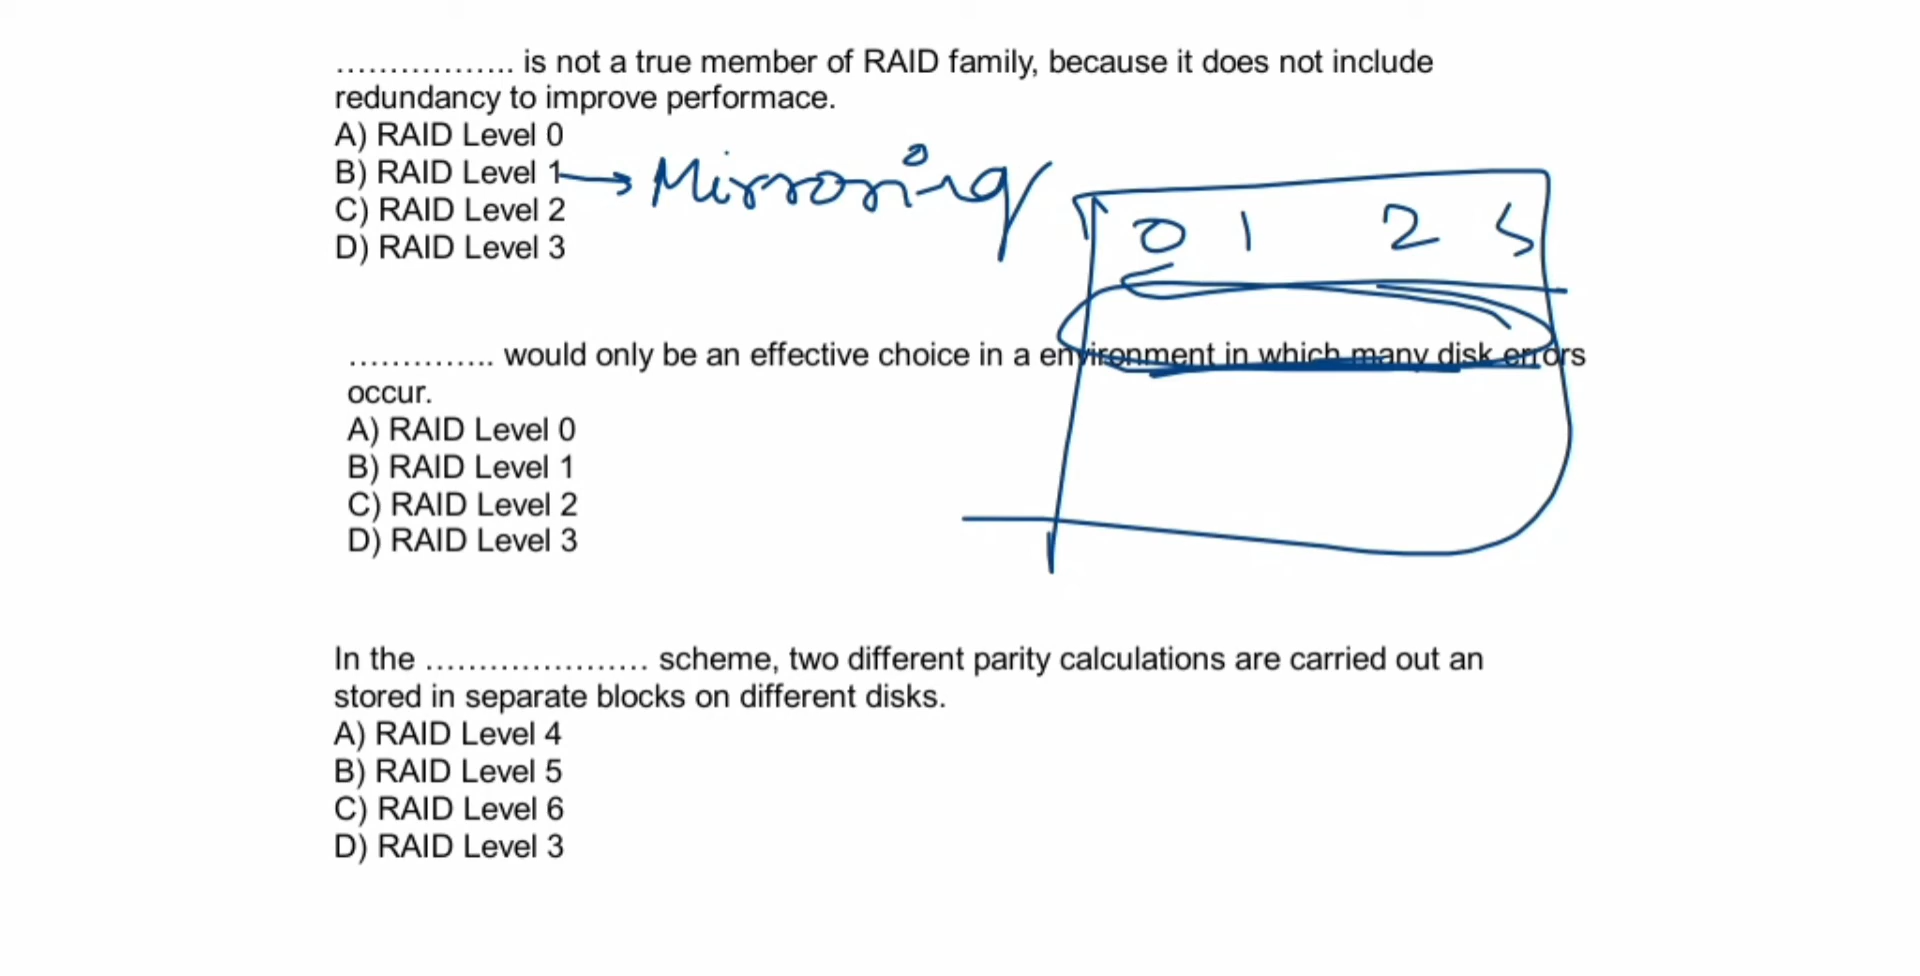 ................. is not a true member of RAID family, because it does not include
redundancy to improve performace.
A) RAID Level 0
B) RAID Level 1 → Mirroring
C) RAID Level 2
D) RAID Level 3
0 1 2 5
.............. would only be an effective choice in a environment in which many disk errors
occur.
A) RAID Level 0
B) RAID Level 1
C) RAID Level 2
D) RAID Level 3
In the ..................... scheme, two different parity calculations are carried out an
stored in separate blocks on different disks.
A) RAID Level 4
B) RAID Level 5
C) RAID Level 6
D) RAID Level 3